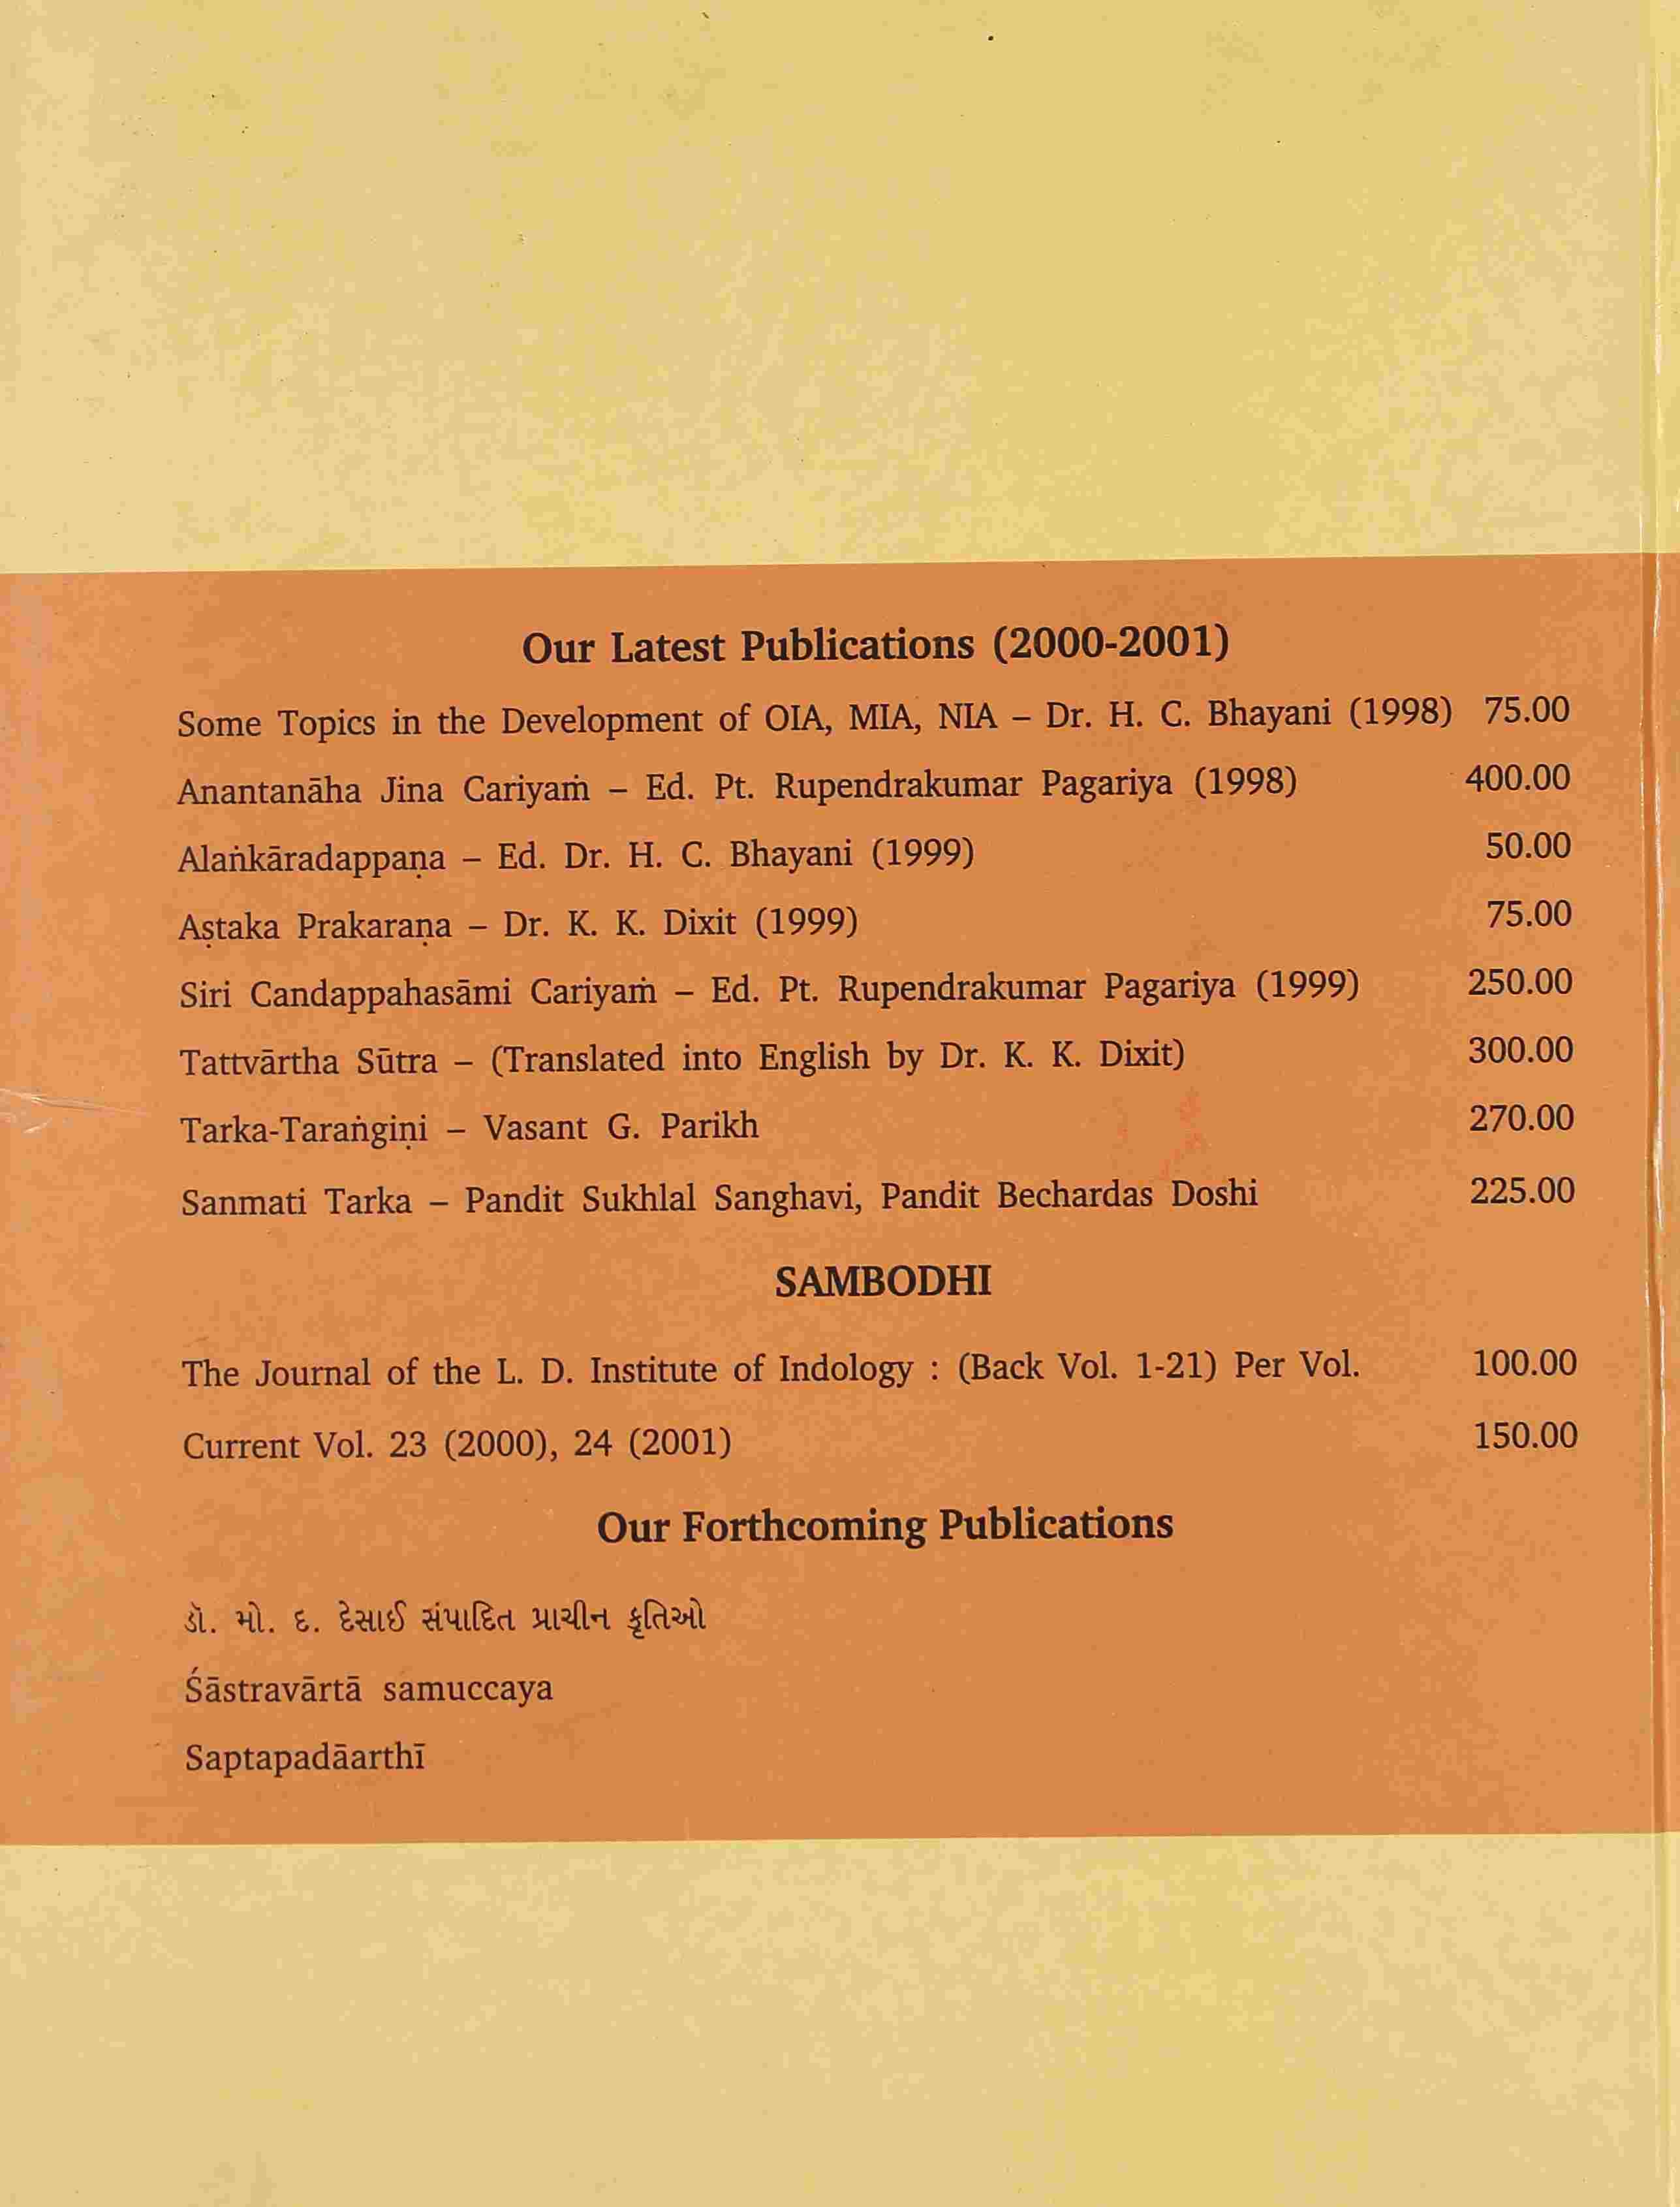 Our Latest Publications (2000-2001)
Some Topics in the Development of OIA, MIA, NIA – Dr. H. C. Bhayani (1998) 75.00
Anantanāha Jina Cariyaṁ – Ed. Pt. Rupendrakumar Pagariya (1998) 400.00
Alaṅkāradappaṇa – Ed. Dr. H. C. Bhayani (1999) 50.00
Aṣtaka Prakaraṇa – Dr. K. K. Dixit (1999) 75.00
Siri Candappahasāmi Cariyaṁ – Ed. Pt. Rupendrakumar Pagariya (1999) 250.00
Tattvārtha Sūtra – (Translated into English by Dr. K. K. Dixit) 300.00
Tarka-Taraṅgiṇi – Vasant G. Parikh 270.00
Sanmati Tarka – Pandit Sukhlal Sanghavi, Pandit Bechardas Doshi 225.00
SAMBODHI
The Journal of the L. D. Institute of Indology : (Back Vol. 1-21) Per Vol. 100.00
Current Vol. 23 (2000), 24 (2001) 150.00
Our Forthcoming Publications
ડૉ. મો. દ. દેસાઈ સંપાદિત પ્રાચીન કૃતિઓ
Śāstravārtā samuccaya
Saptapadāarthī